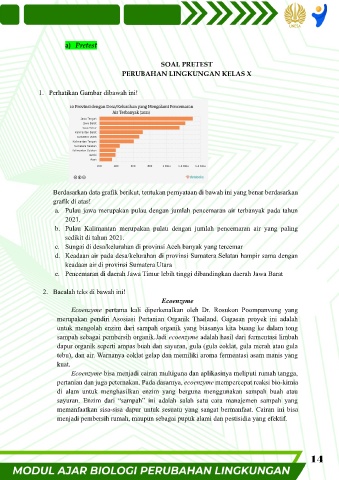 a) Pretest
SOAL PRETEST
PERUBAHAN LINGKUNGAN KELAS X
1. Perhatikan Gambar dibawah ini!
10 Provinsi dengan Desa/Kelurahan yang Mengalami Pencemaran
Air Terbanyak (2021)
Jawa Tengah
Jawa Barat
Jawa Timur
Kalimantan Barat
Sumatera Utara
Kalimantan Tengah
Sumatera Selatan
Berdasarkan data grafik berikut, tentukan pernyataan di bawah ini yang benar berdasarkan
grafik di atas!
a. Pulau jawa merupakan pulau dengan jumlah pencemaran air terbanyak pada tahun
2021.
b. Pulau Kalimantan merupakan pulau dengan jumlah pencemaran air yang paling
sedikit di tahun 2021.
c. Sungai di desa/kelurahan di provinsi Aceh banyak yang tercemar
d. Keadaan air pada desa/kelurahan di provinsi Sumatera Selatan hampir sama dengan
keadaan air di provinsi Sumatera Utara
e. Pencemaran di daerah Jawa Timur lebih tinggi dibandingkan daerah Jawa Barat
2. Bacalah teks di bawah ini!
Ecoenzyme
Ecoenzyme pertama kali diperkenalkan oleh Dr. Rosukon Poompanvong yang
merupakan pendiri Asosiasi Pertanian Organik Thailand. Gagasan proyek ini adalah
untuk mengolah enzim dari sampah organik yang biasanya kita buang ke dalam tong
sampah sebagai pembersih organik. Jadi ecoenzyme adalah hasil dari fermentasi limbah
dapur organik seperti ampas buah dan sayuran, gula (gula coklat, gula merah atau gula
tebu), dan air. Warnanya coklat gelap dan memiliki aroma fermentasi asam manis yang
kuat.
Ecoenzyme bisa menjadi cairan multiguna dan aplikasinya meliputi rumah tangga,
pertanian dan juga peternakan. Pada dasarnya, ecoenzyme mempercepat reaksi bio-kimia
di alam untuk menghasilkan enzim yang berguna menggunakan sampah buah atau
sayuran. Enzim dari “sampah” ini adalah salah satu cara manajemen sampah yang
memanfaatkan sisa-sisa dapur untuk sesuatu yang sangat bermanfaat. Cairan ini bisa
menjadi pembersih rumah, maupun sebagai pupuk alami dan pestisida yang efektif.
14
MODUL AJAR BIOLOGI PERUBAHAN LINGKUNGAN